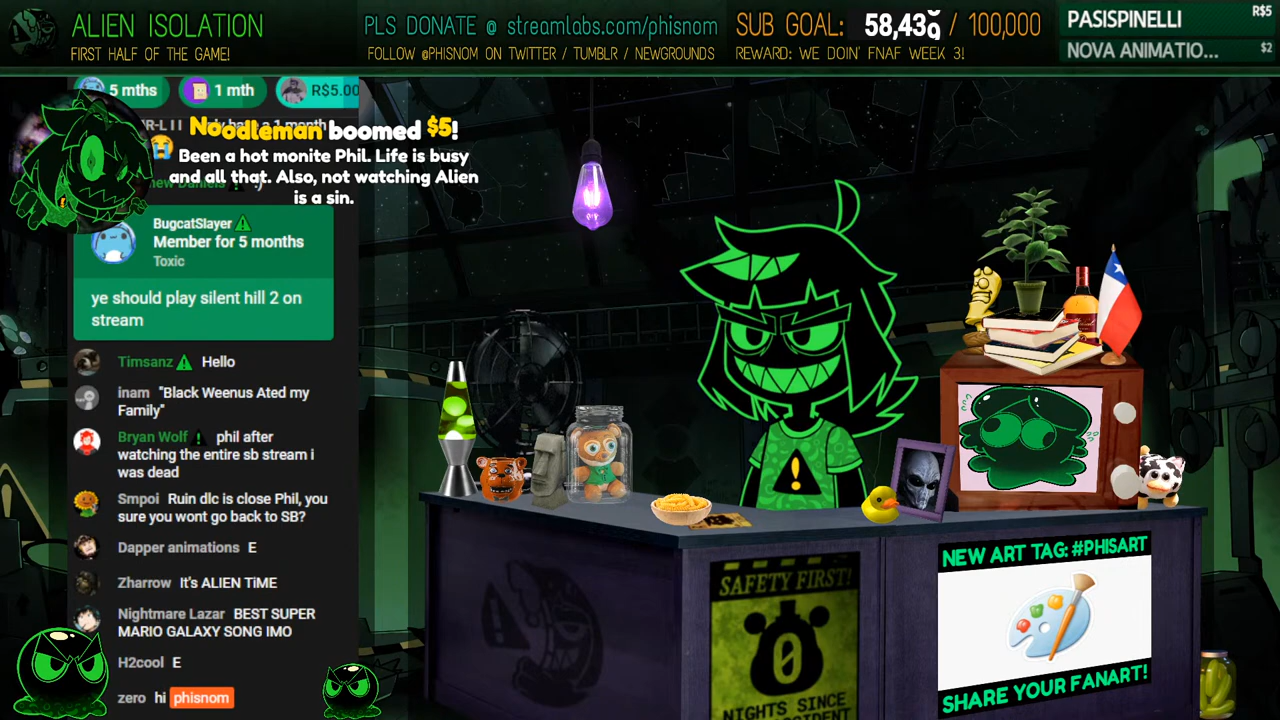 ALIEN ISOLATION
FIRST HALF OF THE GAME!
PLS DONATE @ streamlabs.com/phisnom
FOLLOW @PHISNOM ON TWITTER / TUMBLR / NEWGROUNDS
SUB GOAL: 58,43 / 100,000
REWARD: WE DOIN' FNAF WEEK 3!
PASISPINELLI R$5
NOVA ANIMATIO... $2
5 mths
1 mth
R$5.00
Noodleman boomed $5!
Been a hot monite Phil. Life is busy
and all that. Also, not watching Alien
is a sin.
BugcatSlayer
Member for 5 months
Toxic
ye should play silent hill 2 on
stream
Timsanz Hello
inam "Black Weenus Ated my
Family"
Bryan Wolf phil after
watching the entire sb stream i
was dead
Smpoi Ruin dlc is close Phil, you
sure you wont go back to SB?
Dapper animations E
Zharrow It's ALIEN TiME
Nightmare Lazar BEST SUPER
MARIO GALAXY SONG IMO
H2cool E
zero hi phisnom
SAFETY FIRST!
0
NIGHTS SINCE
NEW ART TAG: #PHISART
SHARE YOUR FANART!